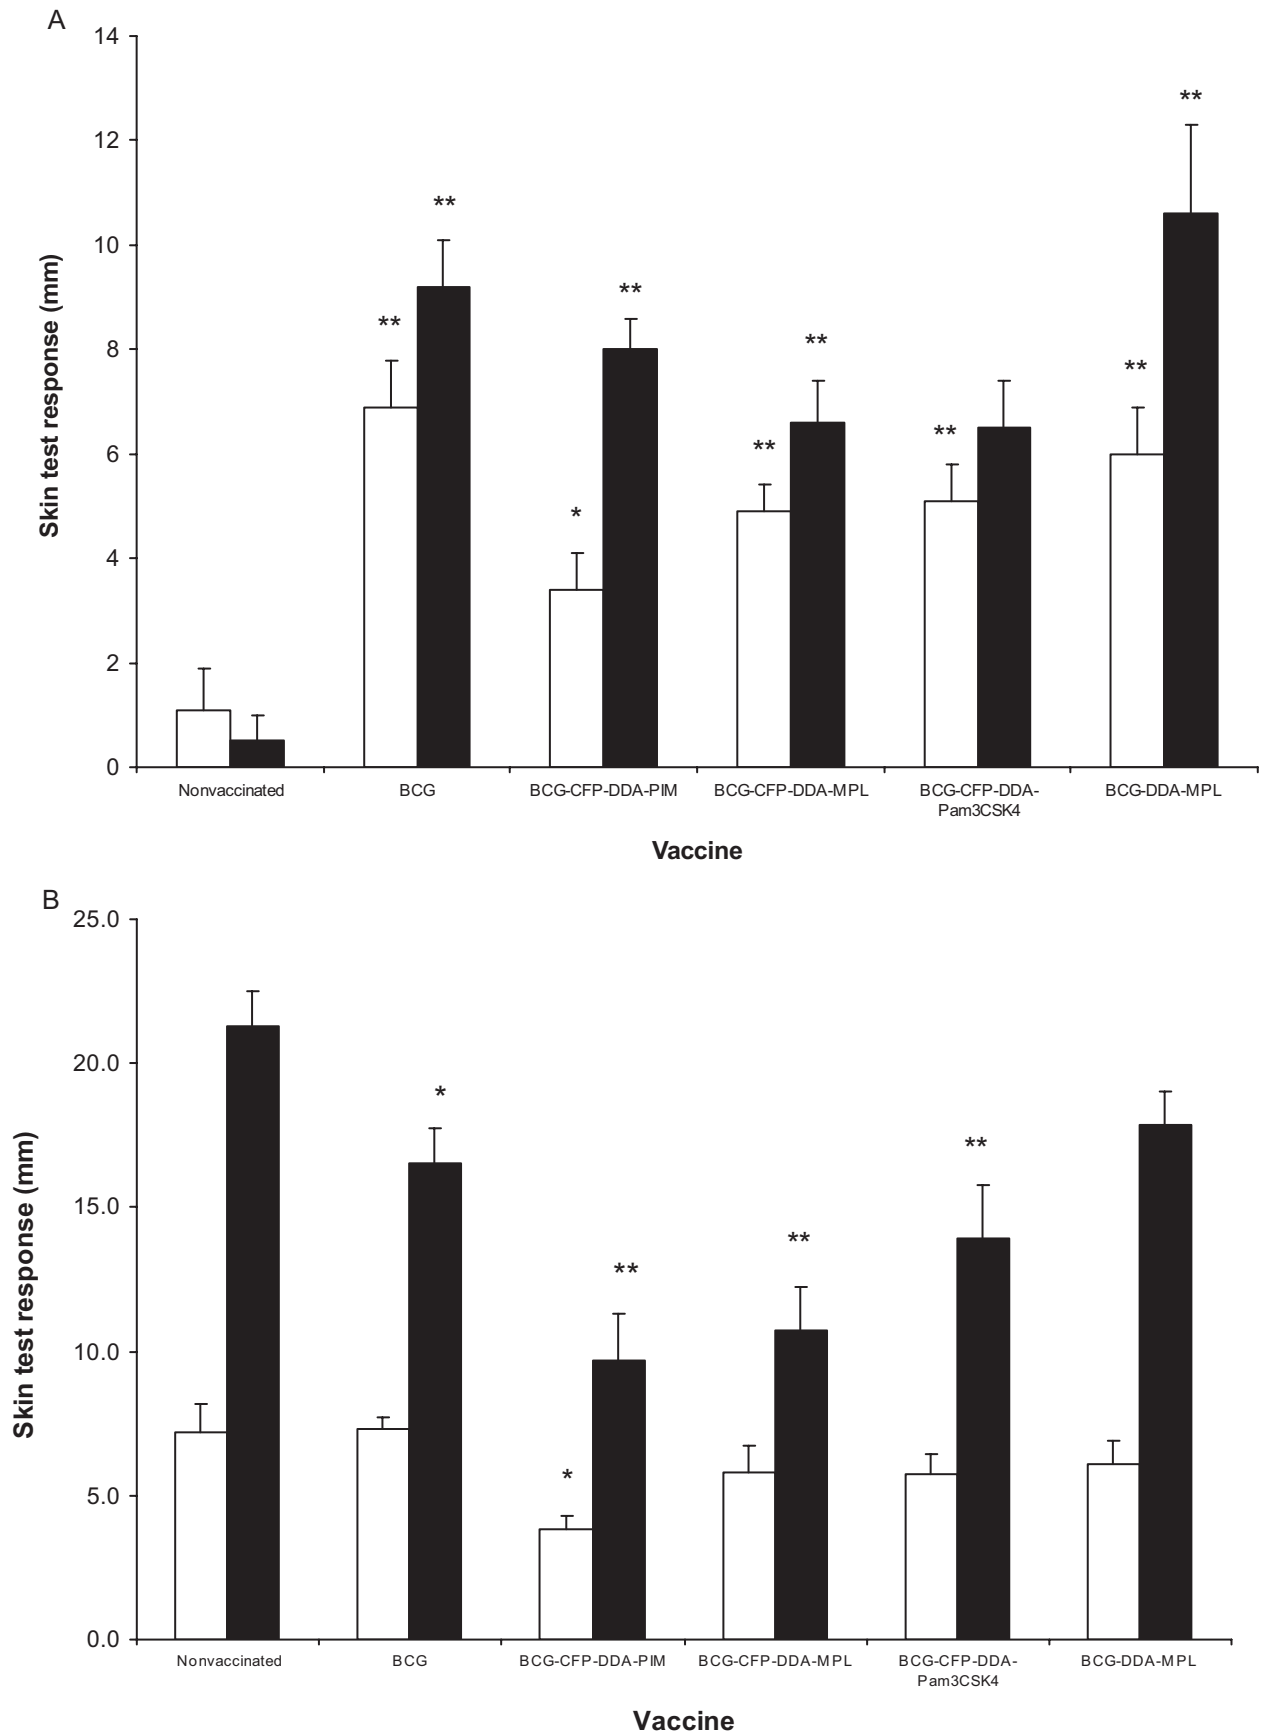 A
14
12
10
8
6
4
2
0
Skin test response (mm)
**
**
*
**
**
**
**
**
**
Nonvaccinated
BCG
BCG-CFP-DDA-PIM
BCG-CFP-DDA-MPL
BCG-CFP-DDA-
Pam3CSK4
BCG-DDA-MPL
Vaccine
B
25.0
20.0
15.0
10.0
5.0
0.0
Skin test response (mm)
*
*
**
**
**
Nonvaccinated
BCG
BCG-CFP-DDA-PIM
BCG-CFP-DDA-MPL
BCG-CFP-DDA-
Pam3CSK4
BCG-DDA-MPL
Vaccine